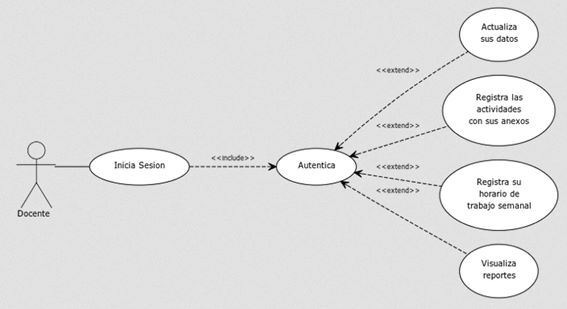 Actualiza
sus datos
<<extend>>
Registra las
actividades
con sus anexos
<<extend>>
<<include>>
Inicia Sesion
Autentica
<<extend>>
Registra su
horario de
trabajo semanal
<<extend>>
Docente
Visualiza
reportes